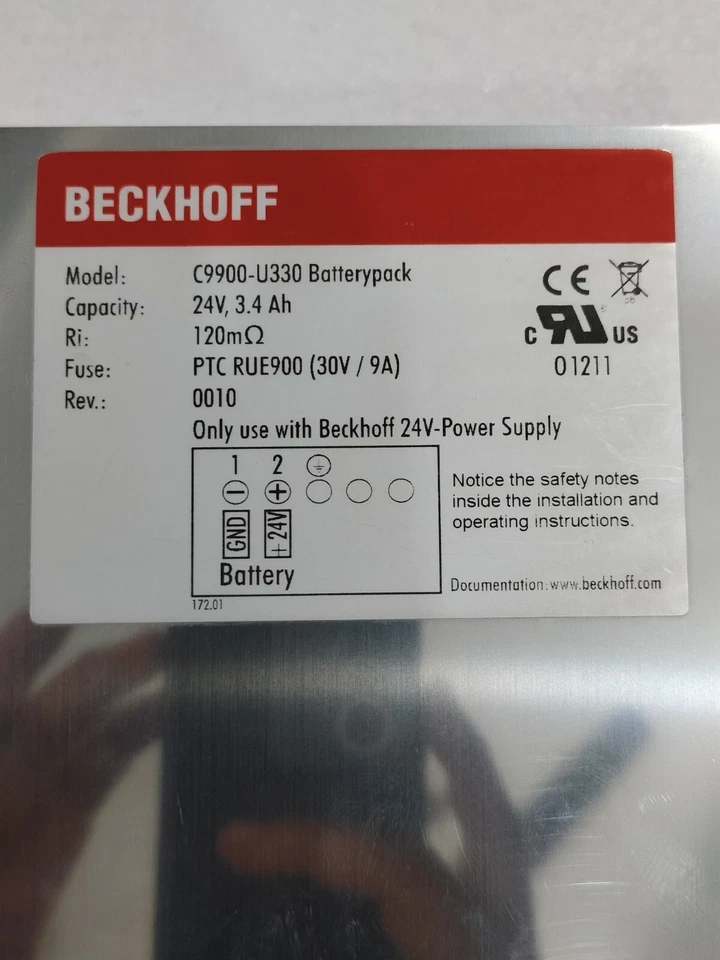 BECKHOFF
Model: C9900-U330 Batterypack
Capacity: 24V, 3.4 Ah
Ri: 120mΩ
Fuse: PTC RUE900 (30V / 9A)
Rev.: 0010
CE
C RU US
01211
Only use with Beckhoff 24V-Power Supply
1 2
− +
GND +24V
Battery
172.01
Notice the safety notes
inside the installation and
operating instructions.
Documentation: www.beckhoff.com